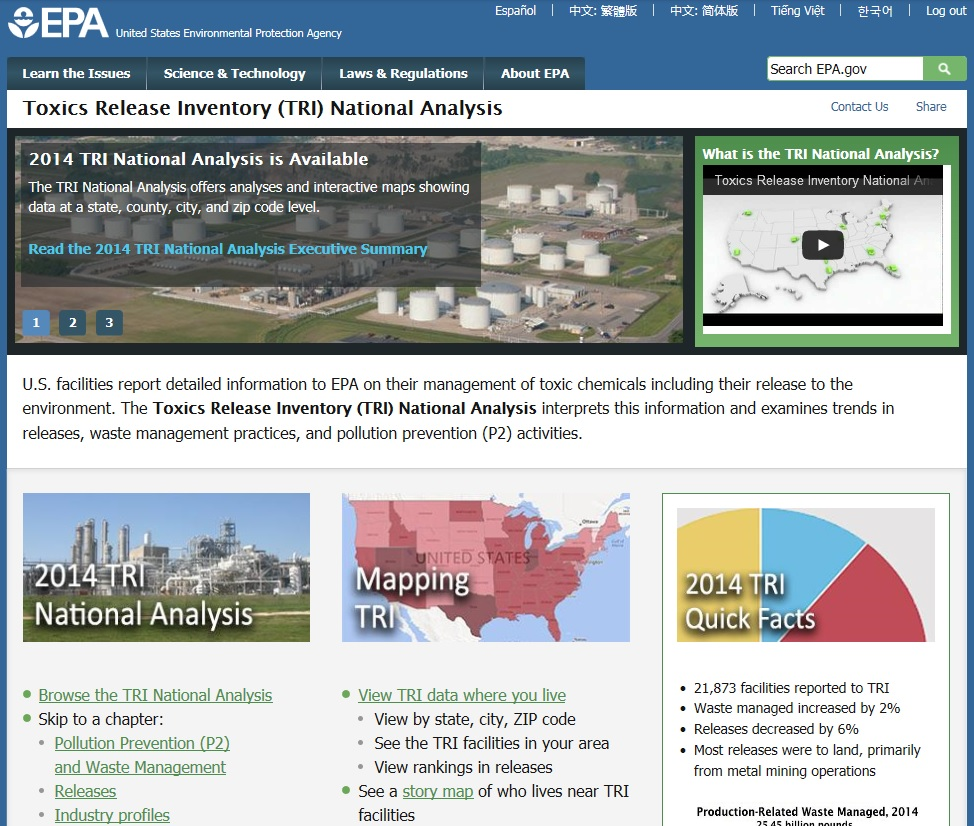 EPA United States Environmental Protection Agency
Español | 中文: 繁體版 | 中文: 简体版 | Tiếng Việt | 한국어 | Log out
Learn the Issues
Science & Technology
Laws & Regulations
About EPA
Search EPA.gov
Toxics Release Inventory (TRI) National Analysis
Contact Us
Share
2014 TRI National Analysis is Available
The TRI National Analysis offers analyses and interactive maps showing
data at a state, county, city, and zip code level.
Read the 2014 TRI National Analysis Executive Summary
1 2 3
What is the TRI National Analysis?
Toxics Release Inventory National An
U.S. facilities report detailed information to EPA on their management of toxic chemicals including their release to the
environment. The Toxics Release Inventory (TRI) National Analysis interprets this information and examines trends in
releases, waste management practices, and pollution prevention (P2) activities.
2014 TRI
National Analysis
Browse the TRI National Analysis
Skip to a chapter:
Pollution Prevention (P2)
and Waste Management
Releases
Industry profiles
UNITED STATES
Ottawa
Mapping
TRI
View TRI data where you live
View by state, city, ZIP code
See the TRI facilities in your area
View rankings in releases
See a story map of who lives near TRI
facilities
2014 TRI
Quick Facts
21,873 facilities reported to TRI
Waste managed increased by 2%
Releases decreased by 6%
Most releases were to land, primarily
from metal mining operations
Production-Related Waste Managed, 2014
25.45 billion pounds